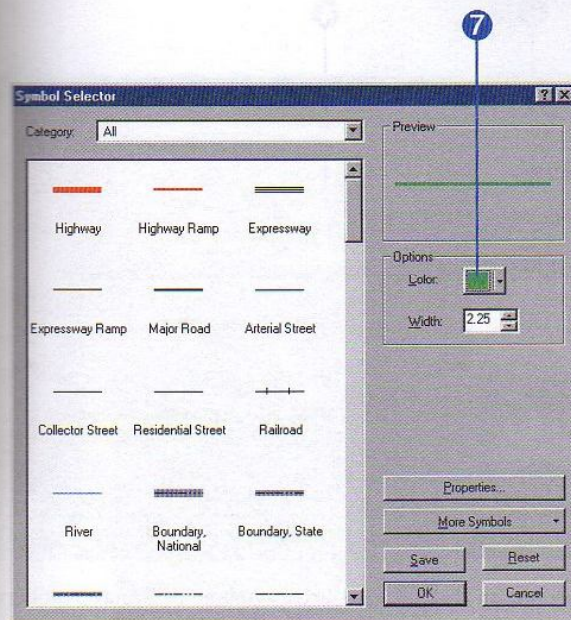 7
Symbol Selector
Category: All
Preview
Highway
Highway Ramp
Expressway
Options
Color:
Width: 2.25
Expressway Ramp
Major Road
Arterial Street
Collector Street
Residential Street
Railroad
River
Boundary,
National
Boundary, State
Properties...
More Symbols
Save
Reset
OK
Cancel